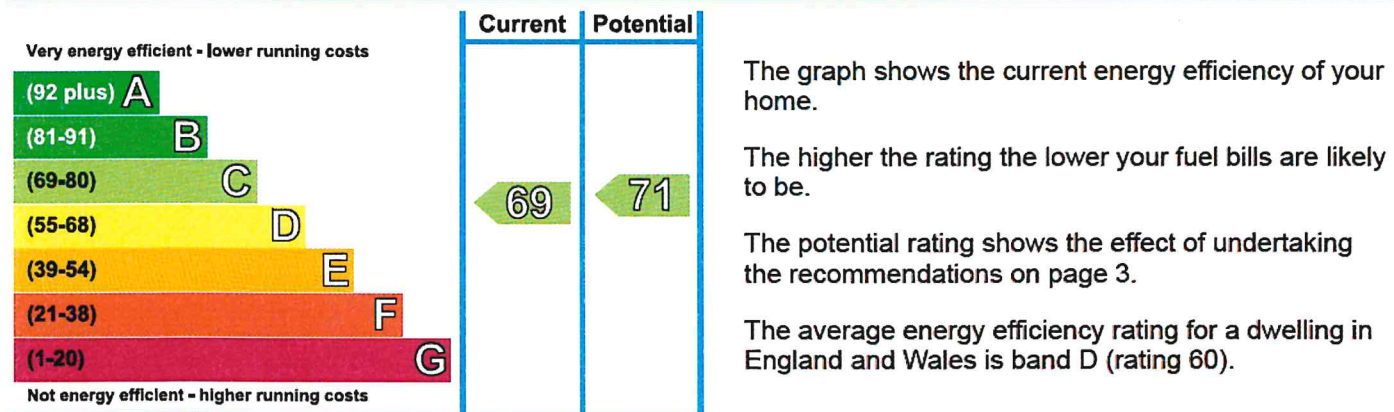 Current Potential
Very energy efficient - lower running costs
(92 plus) A
(81-91) B
(69-80) C
(55-68) D
(39-54) E
(21-38) F
(1-20) G
Not energy efficient - higher running costs
69
71
The graph shows the current energy efficiency of your
home.
The higher the rating the lower your fuel bills are likely
to be.
The potential rating shows the effect of undertaking
the recommendations on page 3.
The average energy efficiency rating for a dwelling in
England and Wales is band D (rating 60).